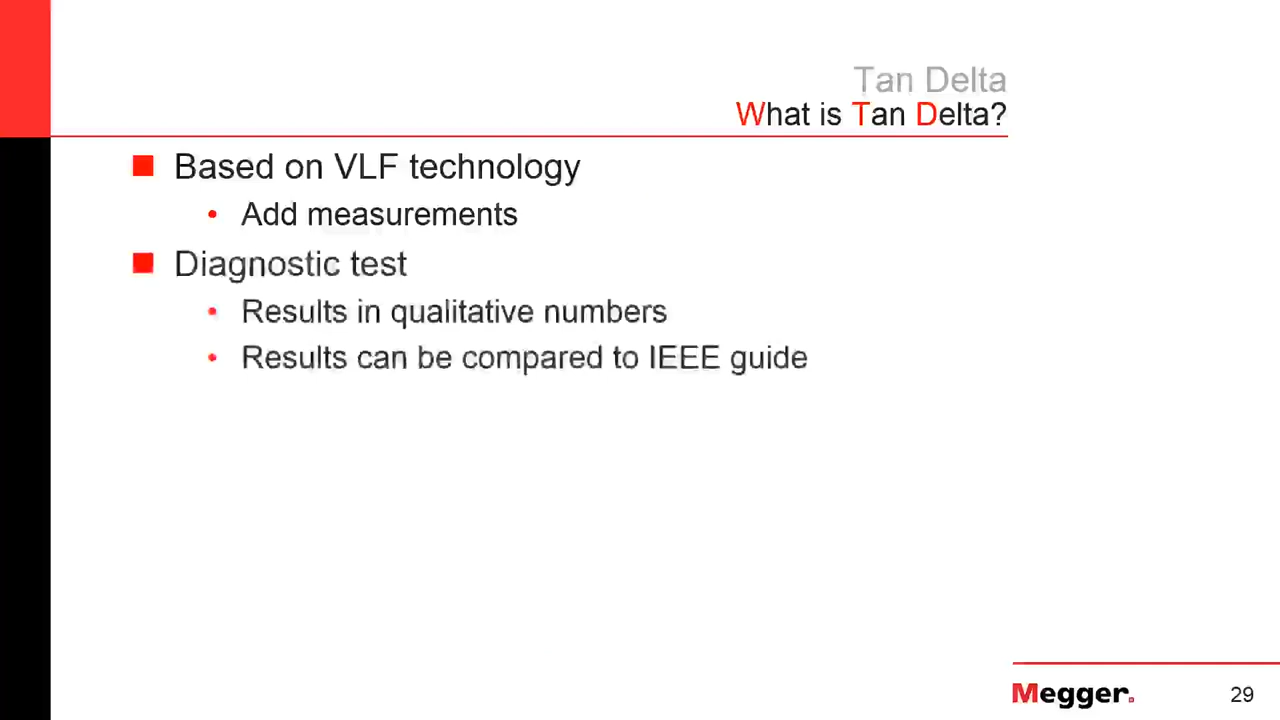 Tan Delta
What is Tan Delta?
Based on VLF technology
Add measurements
Diagnostic test
Results in qualitative numbers
Results can be compared to IEEE guide
Megger.
29